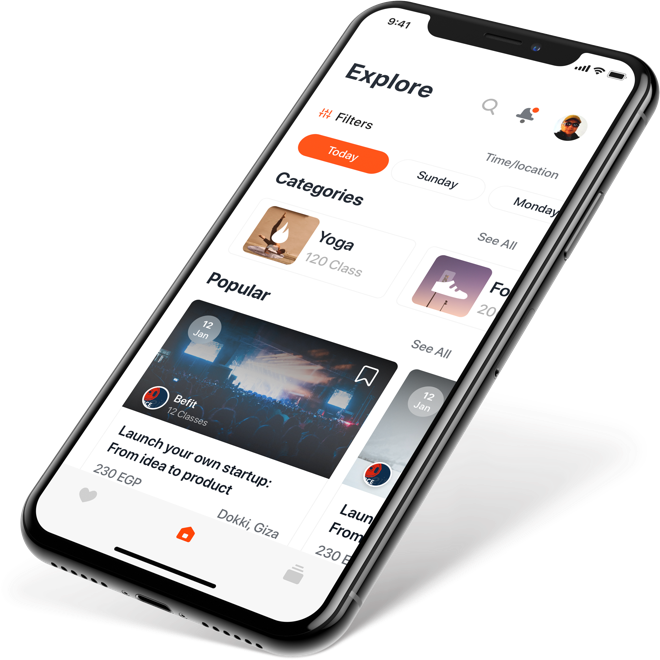 9:41
Explore
Filters
Time/location
Today
Sunday
Monday
Categories
See All
Yoga
120 Class
Fo
20
Popular
See All
12
Jan
Befit
12 Classes
Launch your own startup:
From idea to product
230 EGP
Dokki, Giza
12
Jan
Laun
From
230 E